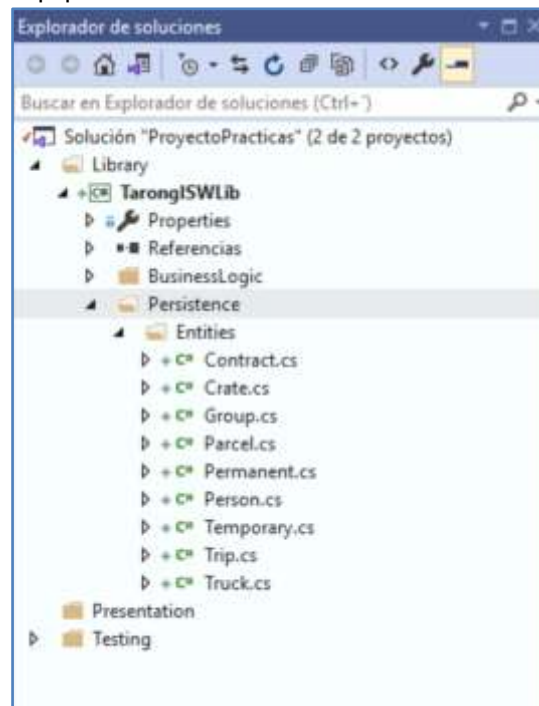 Explorador de soluciones
Buscar en Explorador de soluciones (Ctrl+´)
Solución "ProyectoPracticas" (2 de 2 proyectos)
Library
TarongISWLib
Properties
Referencias
BusinessLogic
Persistence
Entities
Contract.cs
Crate.cs
Group.cs
Parcel.cs
Permanent.cs
Person.cs
Temporary.cs
Trip.cs
Truck.cs
Presentation
Testing